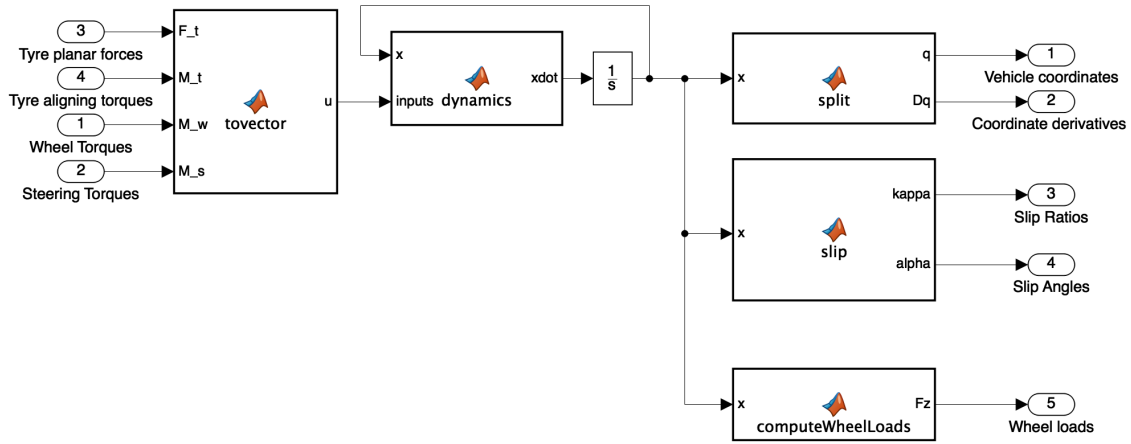 3
Tyre planar forces
4
Tyre aligning torques
1
Wheel Torques
2
Steering Torques
F_t
M_t
M_w
M_s
u
tovector
x
inputs
xdot
dynamics
1
s
x
q
Dq
split
1
Vehicle coordinates
2
Coordinate derivatives
x
kappa
alpha
slip
3
Slip Ratios
4
Slip Angles
x
Fz
computeWheelLoads
5
Wheel loads